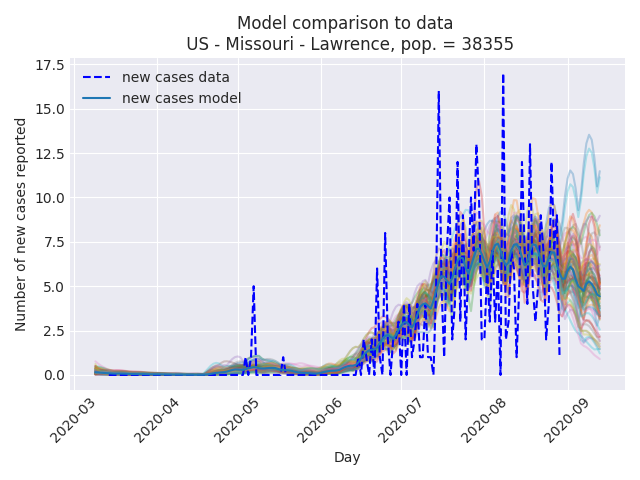 Model comparison to data
US - Missouri - Lawrence, pop. = 38355
new cases data
new cases model
Number of new cases reported
17.5
15.0
12.5
10.0
7.5
5.0
2.5
0.0
2020-03
2020-04
2020-05
2020-06
2020-07
2020-08
2020-09
Day